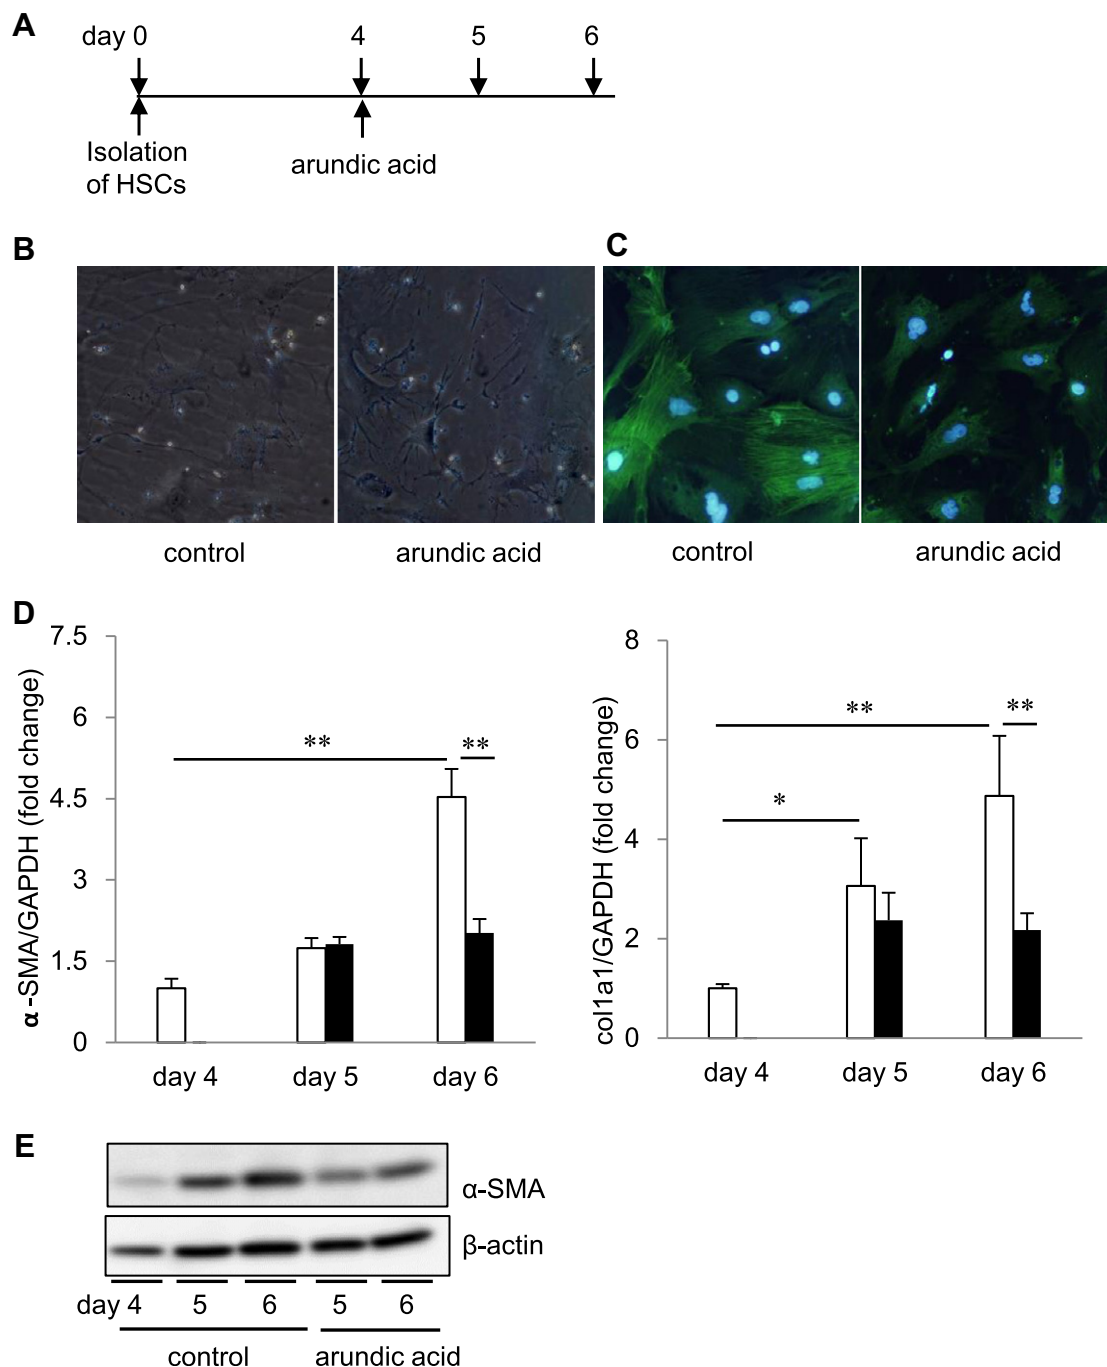 A
day 0 4 5 6
Isolation
of HSCs
arundic acid
B
C
control
arundic acid
control
arundic acid
D
α-SMA/GAPDH (fold change)
7.5
6
4.5
3
1.5
0
**
**
day 4
day 5
day 6
col1a1/GAPDH (fold change)
8
6
4
2
0
*
**
**
day 4
day 5
day 6
E
α-SMA
β-actin
day 4 5 6 5 6
control
arundic acid